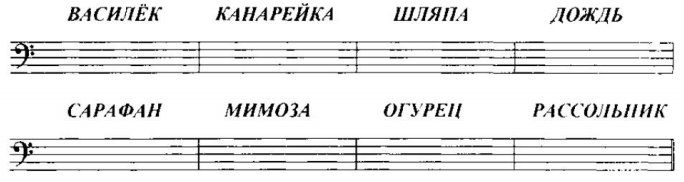 ВАСИЛЁК КАНАРЕЙКА ШЛЯПА ДОЖДЬ
САРАФАН МИМОЗА ОГУРЕЦ РАССОЛЬНИК